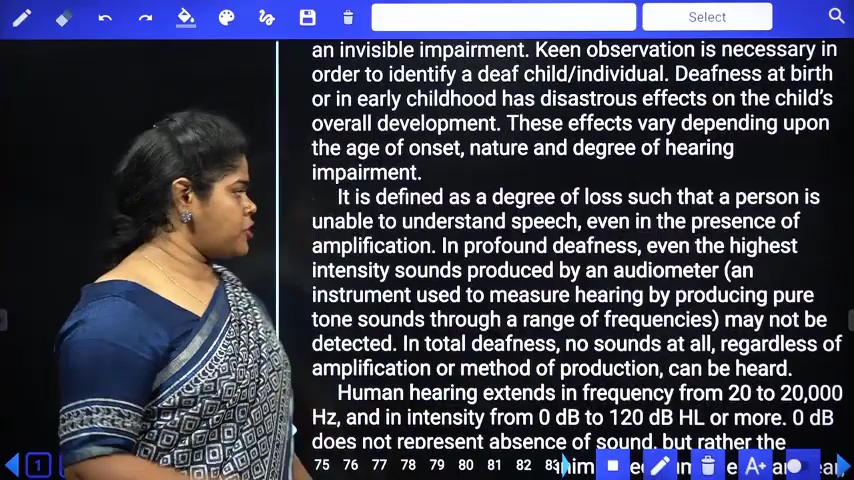 Select
an invisible impairment. Keen observation is necessary in
order to identify a deaf child/individual. Deafness at birth
or in early childhood has disastrous effects on the child's
overall development. These effects vary depending upon
the age of onset, nature and degree of hearing
impairment.
It is defined as a degree of loss such that a person is
unable to understand speech, even in the presence of
amplification. In profound deafness, even the highest
intensity sounds produced by an audiometer (an
instrument used to measure hearing by producing pure
tone sounds through a range of frequencies) may not be
detected. In total deafness, no sounds at all, regardless of
amplification or method of production, can be heard.
Human hearing extends in frequency from 20 to 20,000
Hz, and in intensity from 0 dB to 120 dB HL or more. 0 dB
does not represent absence of sound, but rather the
1 75 76 77 78 79 80 81 82 83 A+